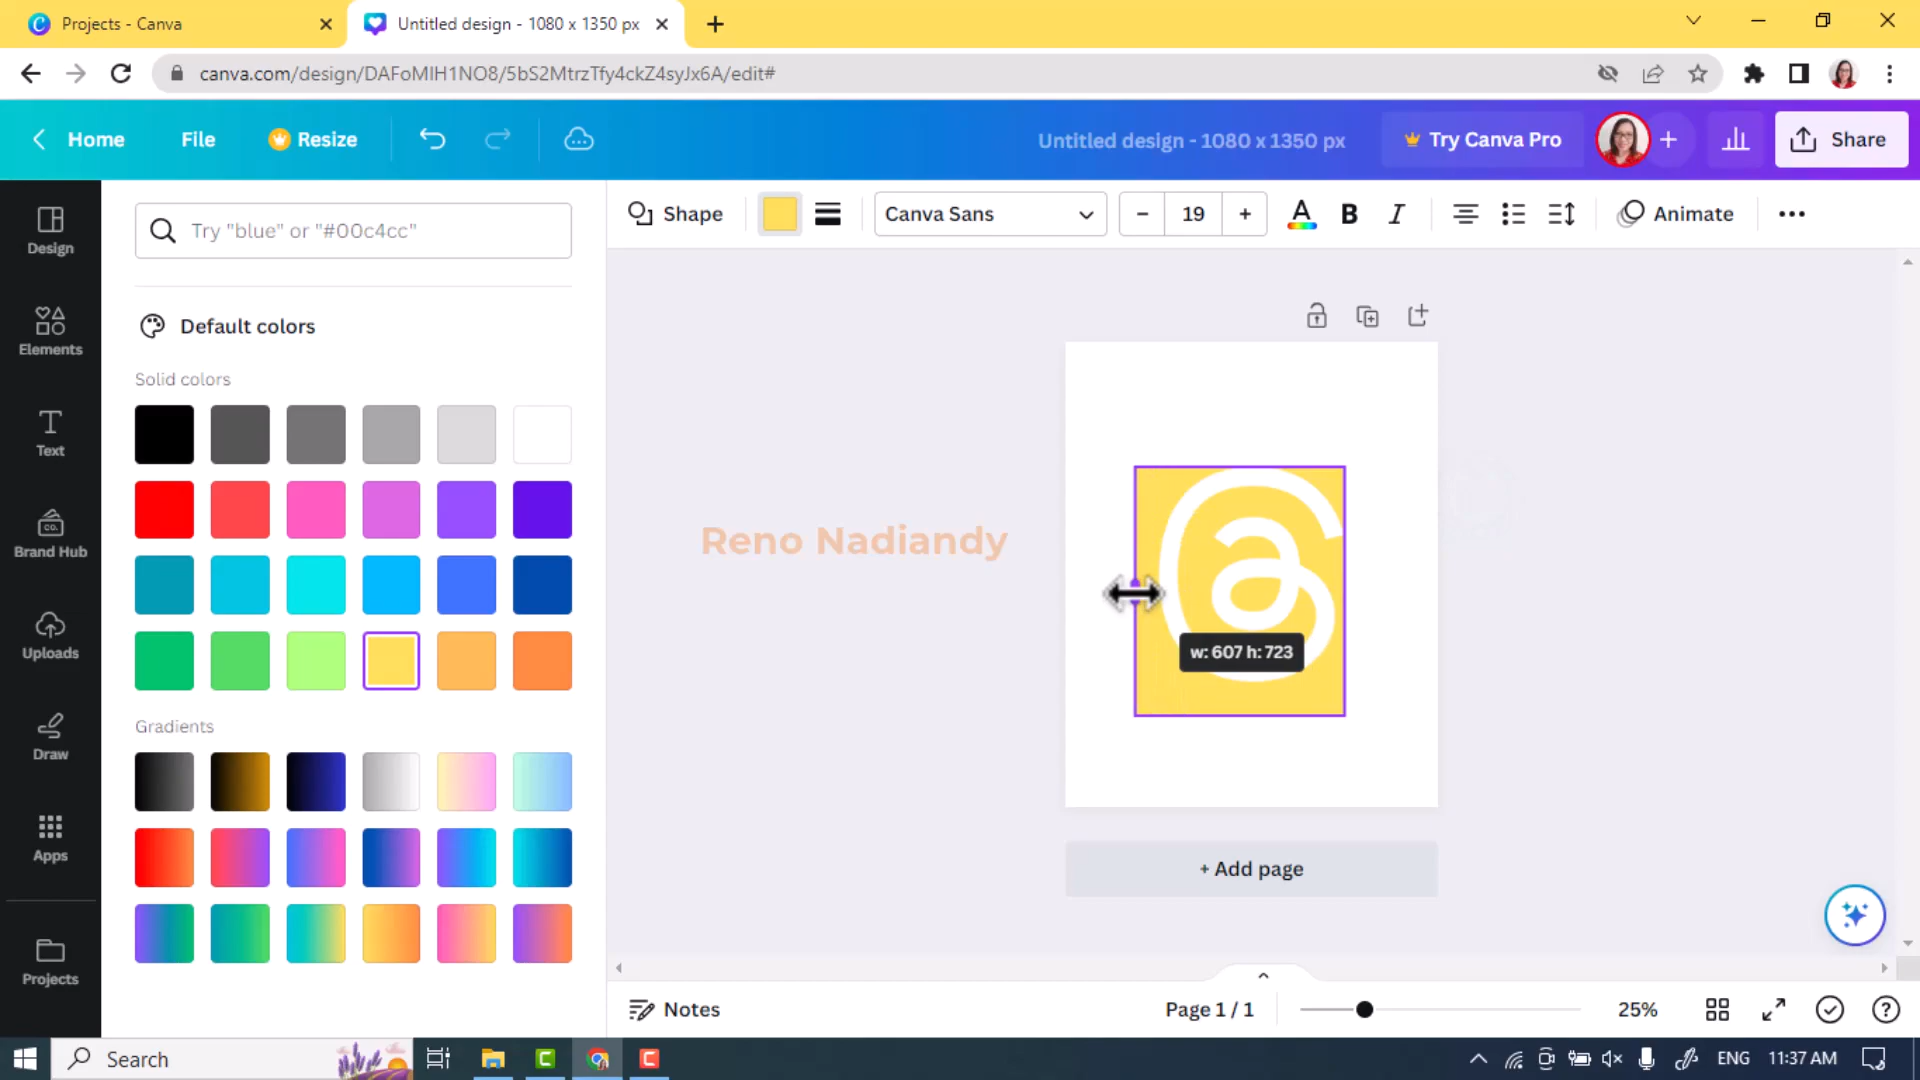 Projects - Canva
Untitled design - 1080 x 1350 px
canva.com/design/DAFoMIH1NO8/5bS2MtrzTfy4ckZ4syJx6A/edit#
Home
File
Resize
Untitled design - 1080 x 1350 px
Try Canva Pro
Share
Design
Elements
Text
CO.
Brand Hub
Uploads
Draw
Apps
Projects
Try "blue" or "#00c4cc"
Default colors
Solid colors
Gradients
Shape
Canva Sans
19
A
B
I
Animate
Reno Nadiandy
w: 607 h: 723
+ Add page
Notes
Page 1 / 1
25%
Search
ENG
11:37 AM